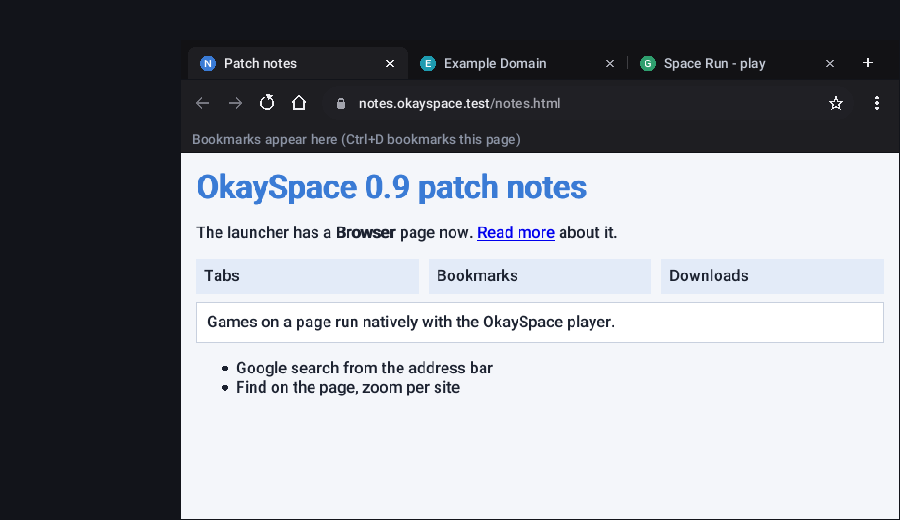 N Patch notes
E Example Domain
G Space Run - play
notes.okayspace.test/notes.html
Bookmarks appear here (Ctrl+D bookmarks this page)
OkaySpace 0.9 patch notes
The launcher has a Browser page now. Read more about it.
Tabs
Bookmarks
Downloads
Games on a page run natively with the OkaySpace player.
Google search from the address bar
Find on the page, zoom per site